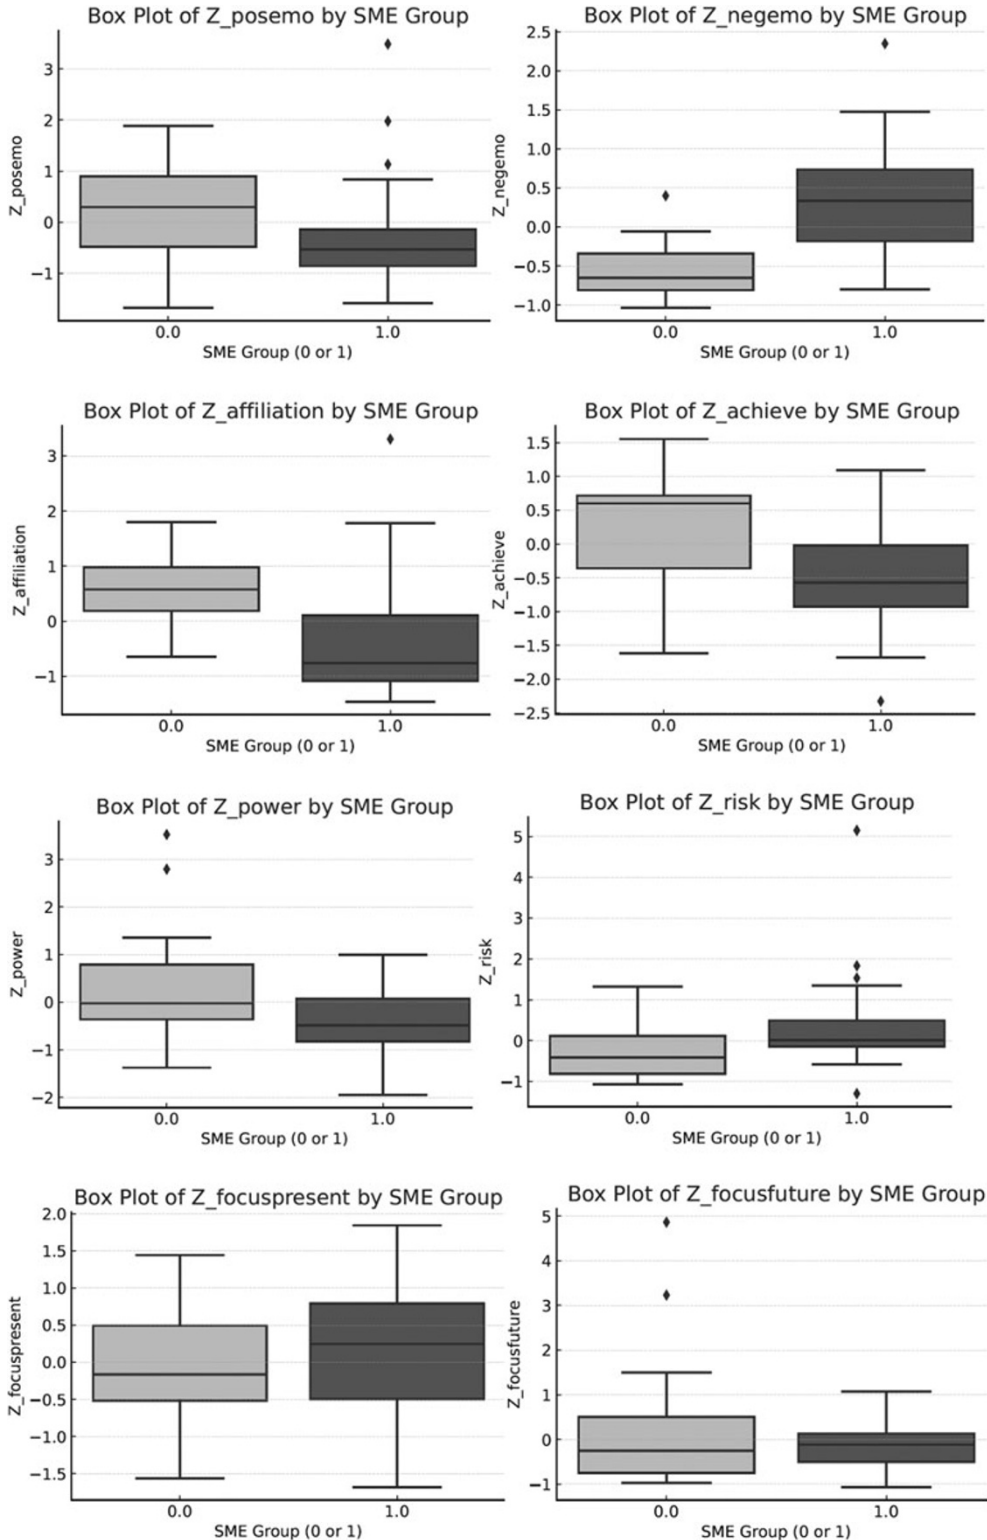 Box Plot of Z_posemo by SME Group
Z_posemo
3
2
1
0
−1
0.0
1.0
SME Group (0 or 1)
Box Plot of Z_negemo by SME Group
Z_negemo
2.5
2.0
1.5
1.0
0.5
0.0
−0.5
−1.0
0.0
1.0
SME Group (0 or 1)
Box Plot of Z_affiliation by SME Group
Z_affiliation
3
2
1
0
−1
0.0
1.0
SME Group (0 or 1)
Box Plot of Z_achieve by SME Group
Z_achieve
1.5
1.0
0.5
0.0
−0.5
−1.0
−1.5
−2.0
−2.5
0.0
1.0
SME Group (0 or 1)
Box Plot of Z_power by SME Group
Z_power
3
2
1
0
−1
−2
0.0
1.0
SME Group (0 or 1)
Box Plot of Z_risk by SME Group
Z_risk
5
4
3
2
1
0
−1
0.0
1.0
SME Group (0 or 1)
Box Plot of Z_focuspresent by SME Group
Z_focuspresent
2.0
1.5
1.0
0.5
0.0
−0.5
−1.0
−1.5
0.0
1.0
SME Group (0 or 1)
Box Plot of Z_focusfuture by SME Group
Z_focusfuture
5
4
3
2
1
0
−1
0.0
1.0
SME Group (0 or 1)